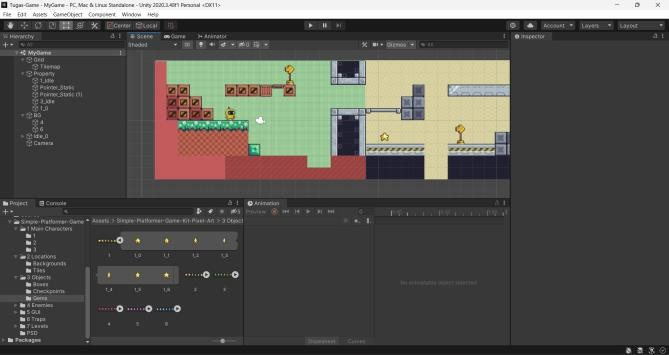 Tugas-Game - MyGame - PC, Mac & Linux Standalone - Unity 2020.3.48f1 Personal <DX11>
File Edit Assets GameObject Component Window Help
Center Local Account Layers Layout
Hierarchy
All
MyGame
Grid
Tilemap
Property
1_Idle
Pointer_Static
Pointer_Static (1)
3_Idle
1_0
BG
4
6
Idle_0
Camera
Scene Game Animator
Shaded 2D Gizmos All
Inspector
Project Console
Simple-Platformer-Game
1 Main Characters
1
2
3
2 Locations
Backgrounds
Tiles
3 Objects
Boxes
Checkpoints
Gems
4 Enemies
5 GUI
6 Traps
7 Levels
PSD
Packages
Assets > Simple-Platformer-Game-Kit-Pixel-Art > 3 Object
1 1_0 1_1 1_2 1_3
1_4 1_5 1_6 2 3
4 5 6
Animation
Preview 0
No animatable object selected.
Dopesheet Curves